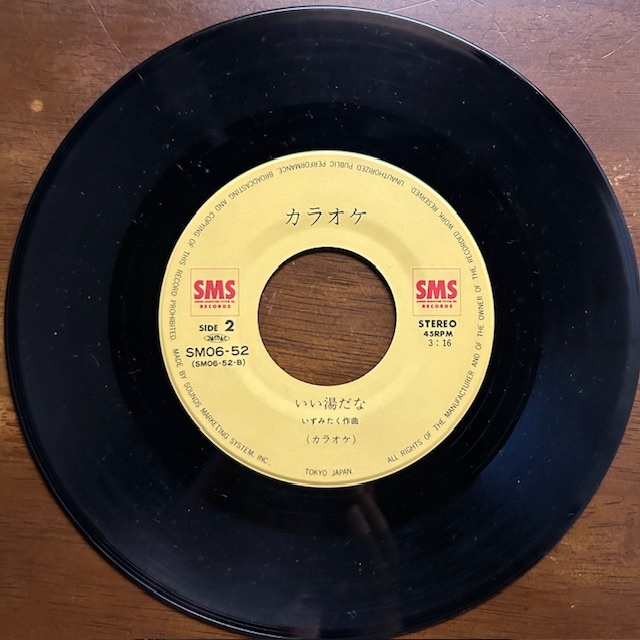 カラオケ
SMS
RECORDS
SMS
RECORDS
SIDE 2
SM06-52
(SM06-52-B)
STEREO
45RPM
3:16
いい湯だな
いずみたく作曲
(カラオケ)
ALL RIGHTS OF THE MANUFACTURER AND OF THE OWNER OF THE RECORDED WORK RESERVED. UNAUTHORIZED PUBLIC PERFORMANCE, BROADCASTING AND COPYING OF THIS RECORD PROHIBITED. MADE BY SOUNDS MARKETING SYSTEM, INC.
TOKYO JAPAN.